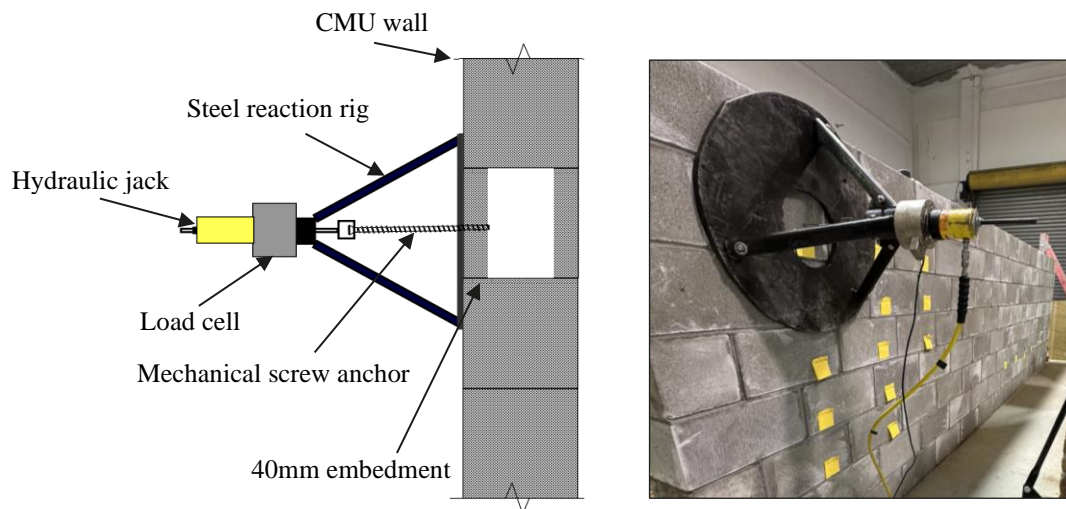 CMU wall
Steel reaction rig
Hydraulic jack
Load cell
Mechanical screw anchor
40mm embedment